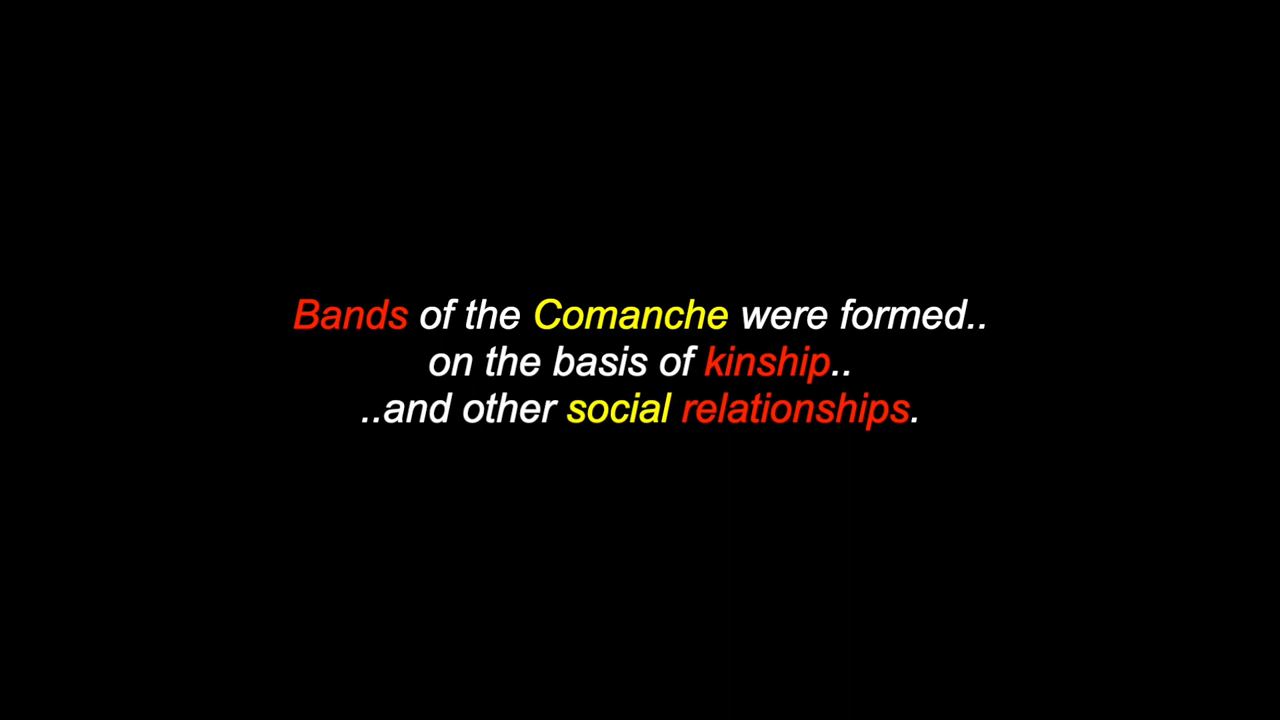 Bands of the Comanche were formed..
on the basis of kinship..
..and other social relationships.